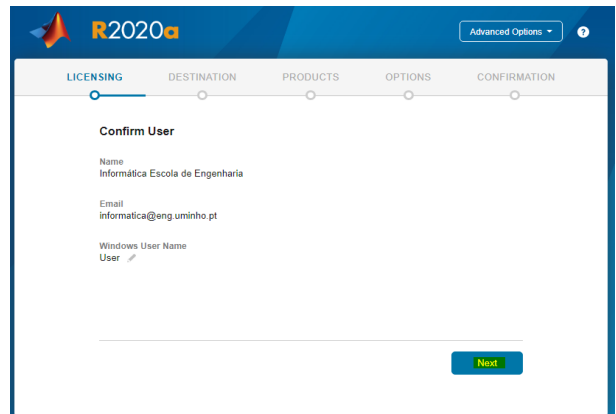 R2020a
Advanced Options
?
LICENSING DESTINATION PRODUCTS OPTIONS CONFIRMATION
Confirm User
Name
Informática Escola de Engenharia
Email
informatica@eng.uminho.pt
Windows User Name
User
Next